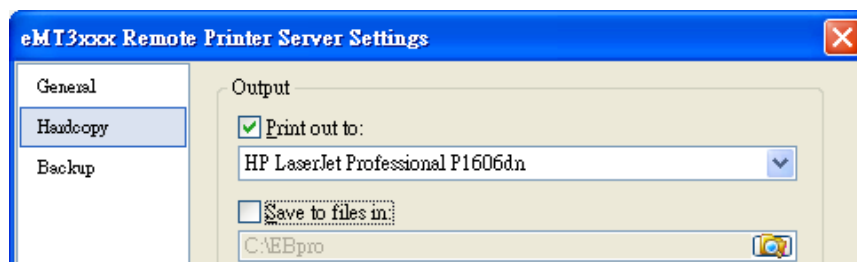 eMT3xxx Remote Printer Server Settings
General
Hardcopy
Backup
Output
Print out to:
HP LaserJet Professional P1606dn
Save to files in:
C:\EBpro